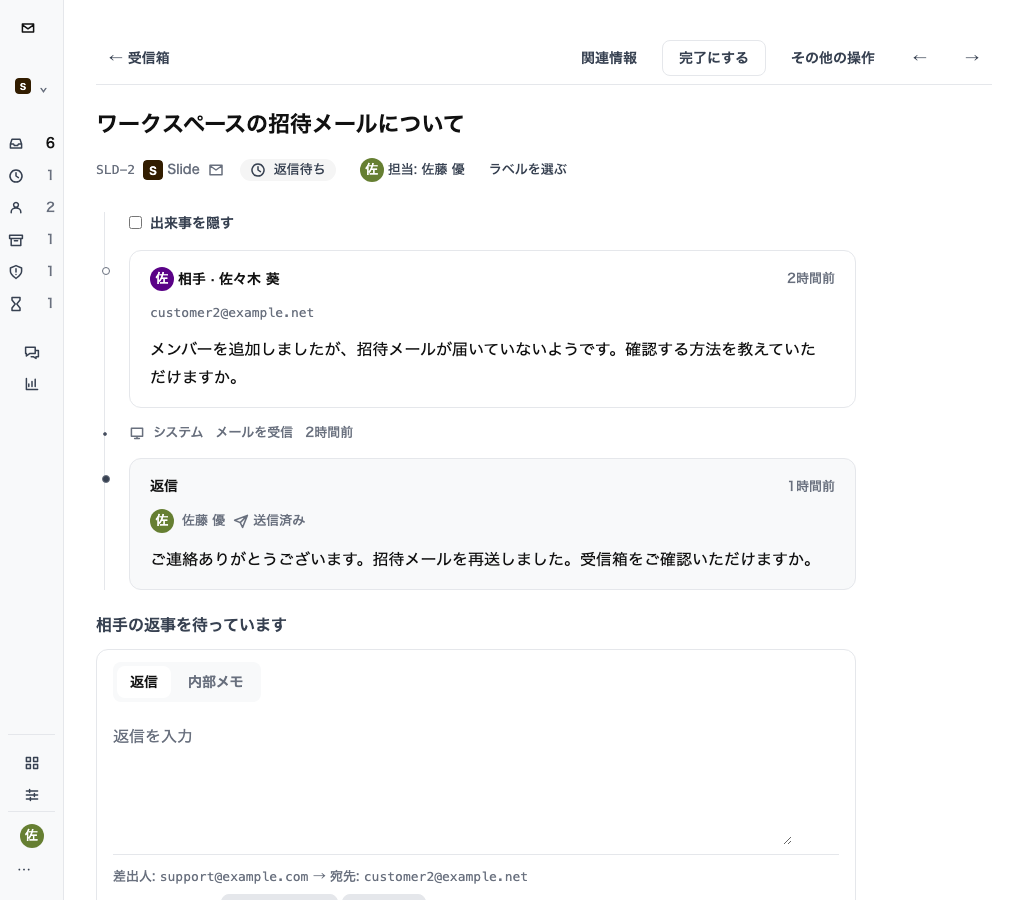 ← 受信箱
関連情報
完了にする
その他の操作
←
→
S
6
1
2
1
1
1
ワークスペースの招待メールについて
SLD-2 S Slide 返信待ち 佐 担当: 佐藤 優 ラベルを選ぶ
出来事を隠す
佐 相手 · 佐々木 葵 2時間前
customer2@example.net
メンバーを追加しましたが、招待メールが届いていないようです。確認する方法を教えていた
だけますか。
システム メールを受信 2時間前
返信 1時間前
佐 佐藤 優 送信済み
ご連絡ありがとうございます。招待メールを再送しました。受信箱をご確認いただけますか。
相手の返事を待っています
返信 内部メモ
返信を入力
差出人: support@example.com → 宛先: customer2@example.net
佐
…